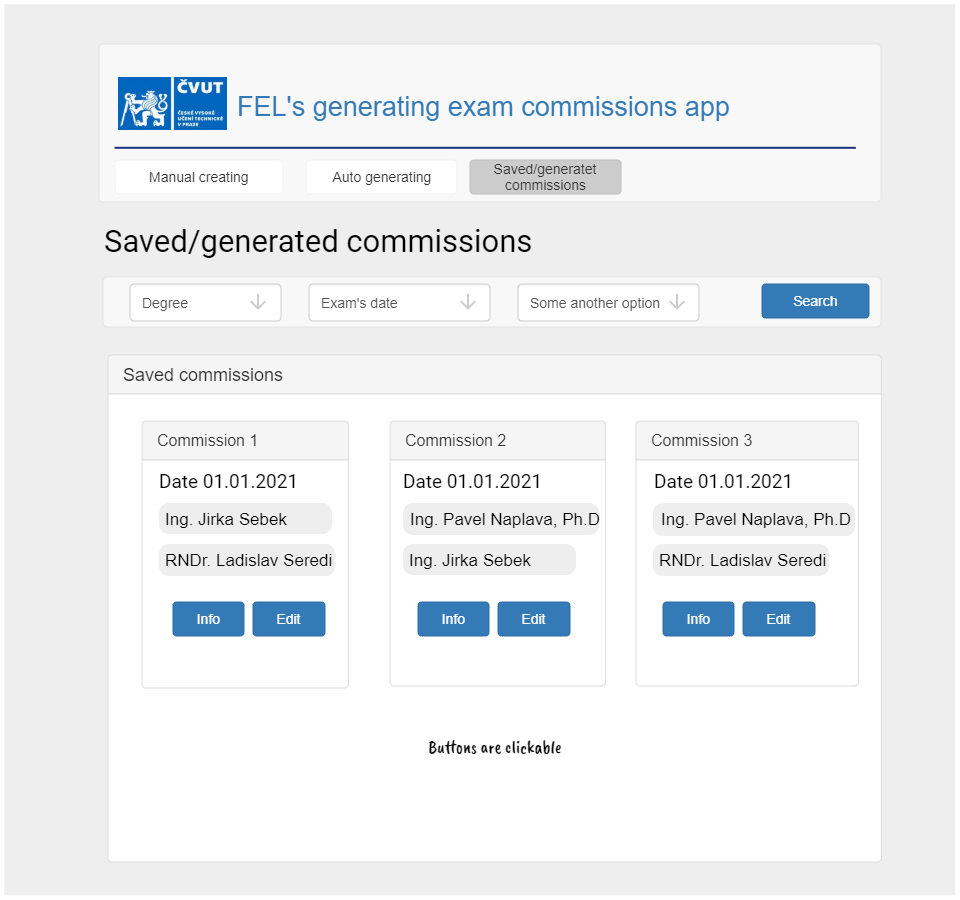 ČVUT
ČESKÉ VYSOKÉ
UČENÍ TECHNICKÉ
V PRAZE
FEL's generating exam commissions app
Manual creating
Auto generating
Saved/generatet
commissions
Saved/generated commissions
Degree
Exam's date
Some another option
Search
Saved commissions
Commission 1
Date 01.01.2021
Ing. Jirka Sebek
RNDr. Ladislav Seredi
Info
Edit
Commission 2
Date 01.01.2021
Ing. Pavel Naplava, Ph.D
Ing. Jirka Sebek
Info
Edit
Commission 3
Date 01.01.2021
Ing. Pavel Naplava, Ph.D
RNDr. Ladislav Seredi
Info
Edit
Buttons are clickable